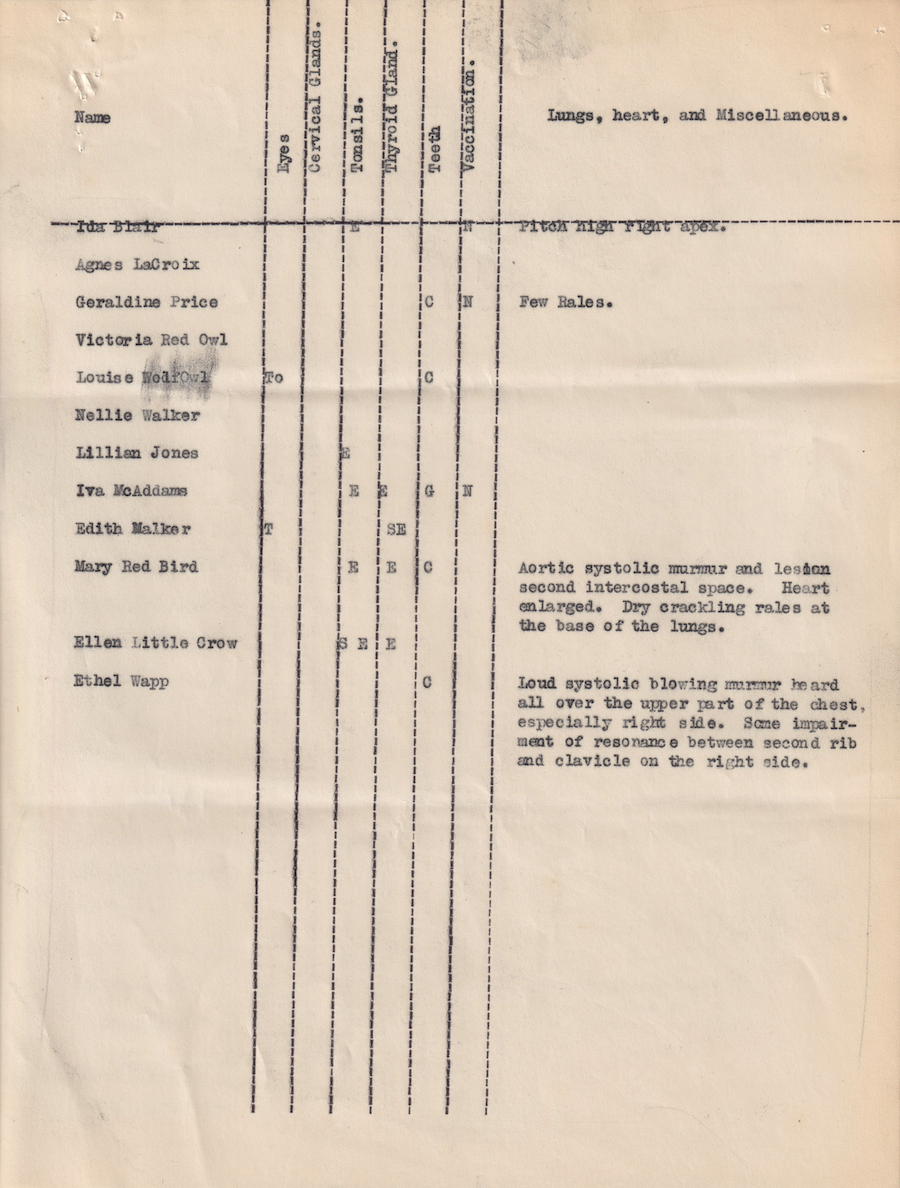 Name Eyes Cervical Glands. Tonsils. Thyroid Gland. Teeth Vaccination. Lungs, heart, and Miscellaneous.
Ida Blair E N Pitch high right apex.
Agnes LaCroix
Geraldine Price C N Few Rales.
Victoria Red Owl
Louise To C
Nellie Walker
Lillian Jones E
Iva McAddams E E G N
Edith Malker T SE
Mary Red Bird E E C Aortic systolic murmur and lesion
second intercostal space. Heart
enlarged. Dry crackling rales at
the base of the lungs.
Ellen Little Crow S E E
Ethel Wapp C Loud systolic blowing murmur heard
all over the upper part of the chest,
especially right side. Some impair-
ment of resonance between second rib
and clavicle on the right side.